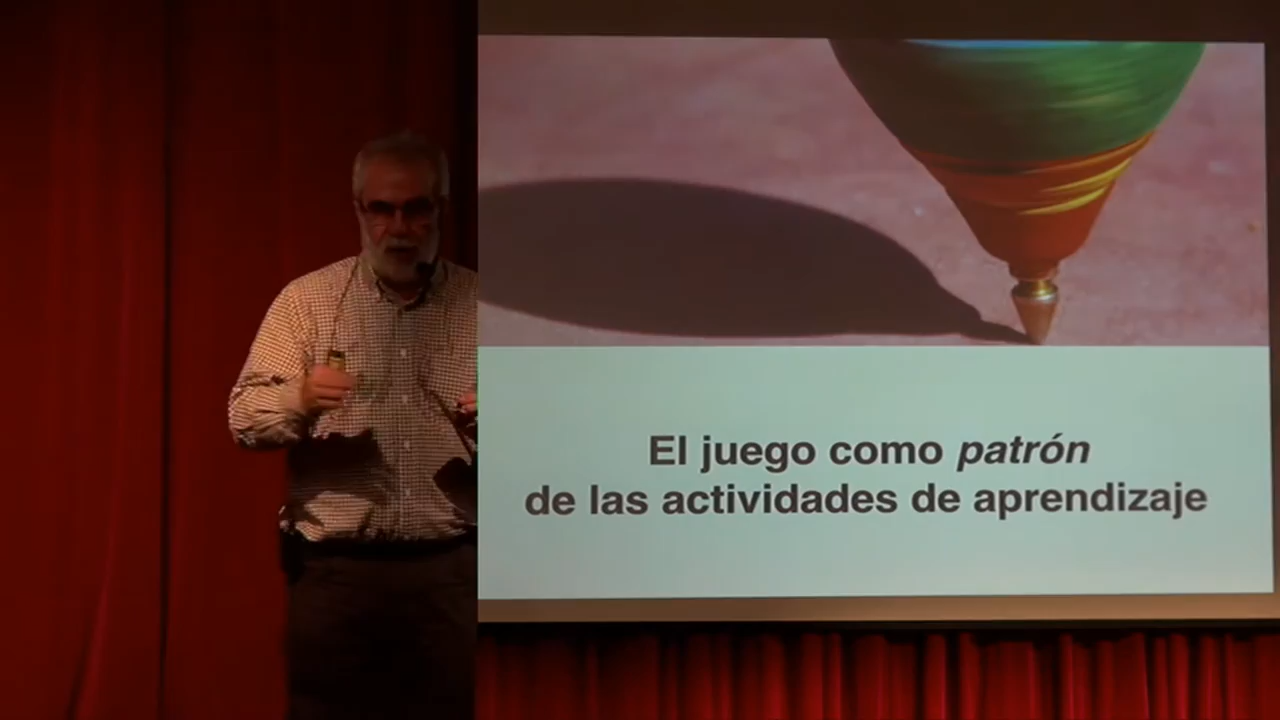 El juego como patrón
de las actividades de aprendizaje